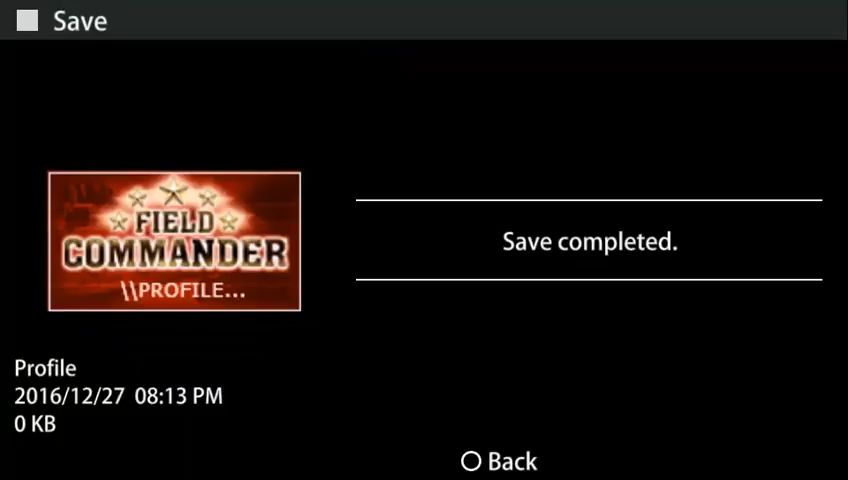 Save
FIELD
COMMANDER
\\PROFILE...
Save completed.
Profile
2016/12/27 08:13 PM
0 KB
Back